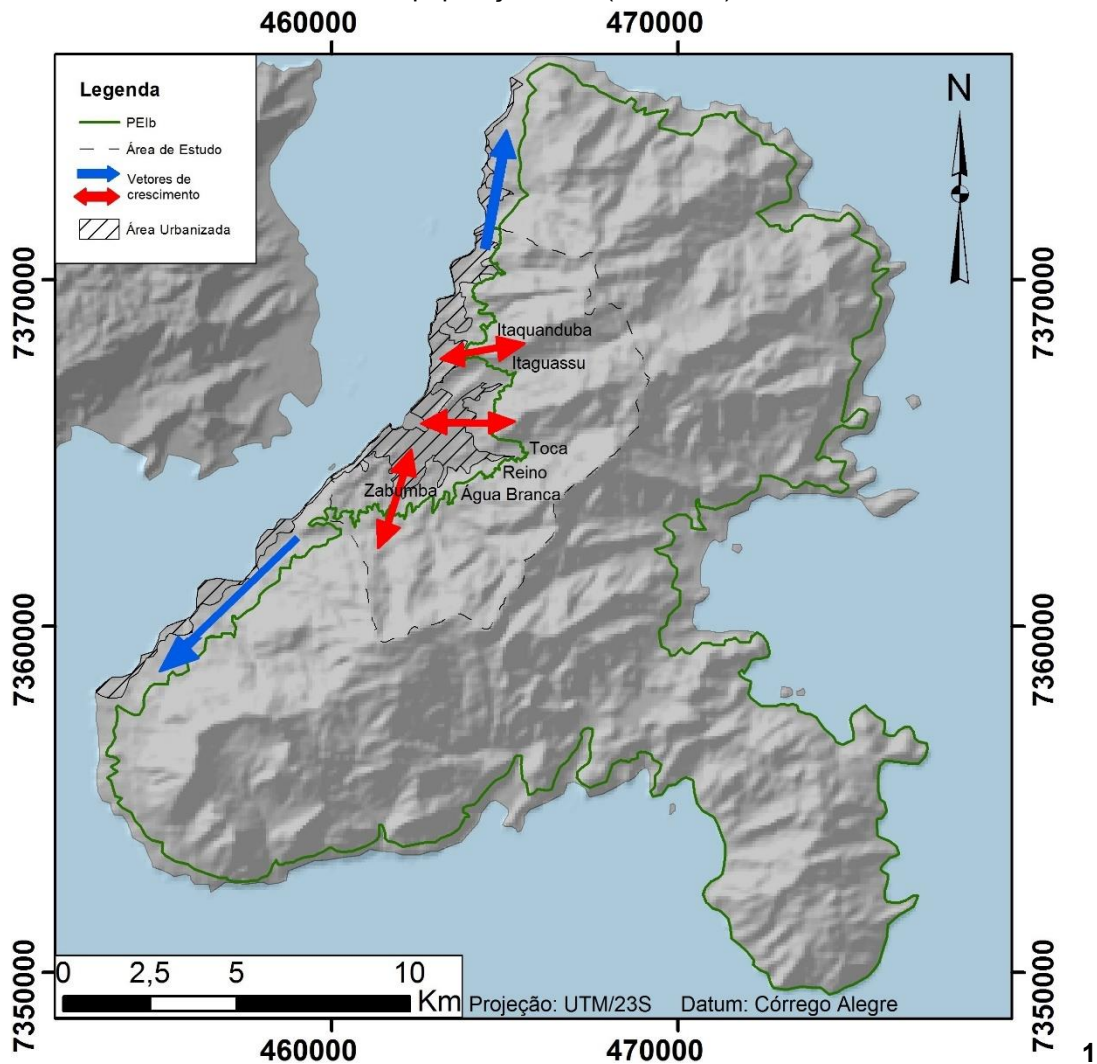 460000
470000
Legenda
PEIb
Área de Estudo
Vetores de
crescimento
Área Urbanizada
N
7370000
7370000
Itaquanduba
Itaguassu
Toca
Reino
Zabumba
Água Branca
7360000
7360000
7350000
7350000
0 2,5 5 10
Km
Projeção: UTM/23S Datum: Córrego Alegre
460000
470000
1